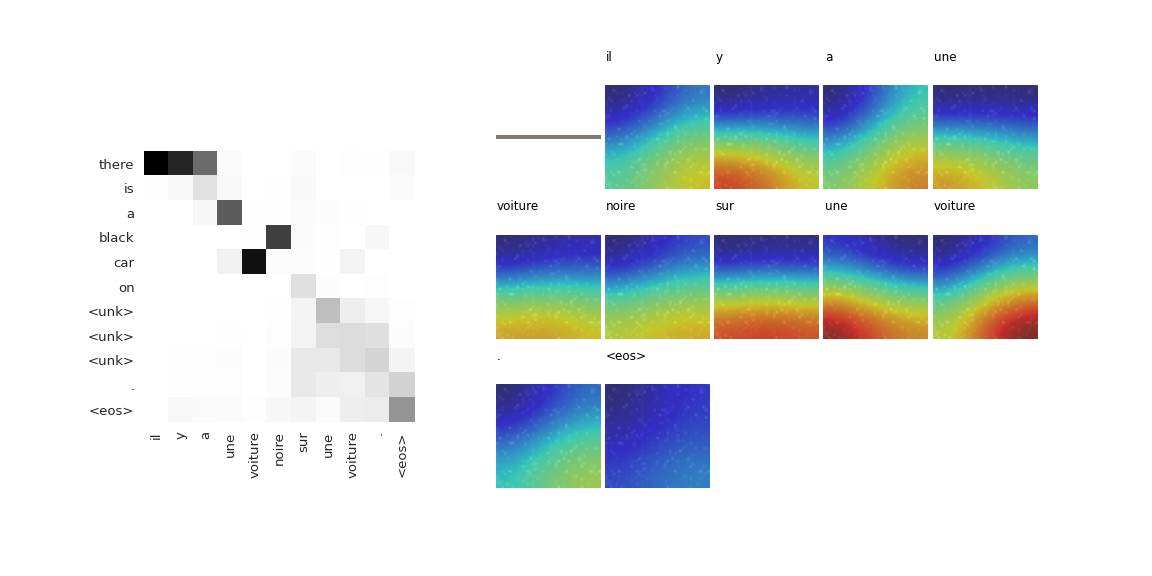 there
is
a
black
car
on
<unk>
<unk>
<unk>
.
<eos>
il y a une voiture noire sur une voiture . <eos>
il y a une
voiture noire sur une voiture
. <eos>